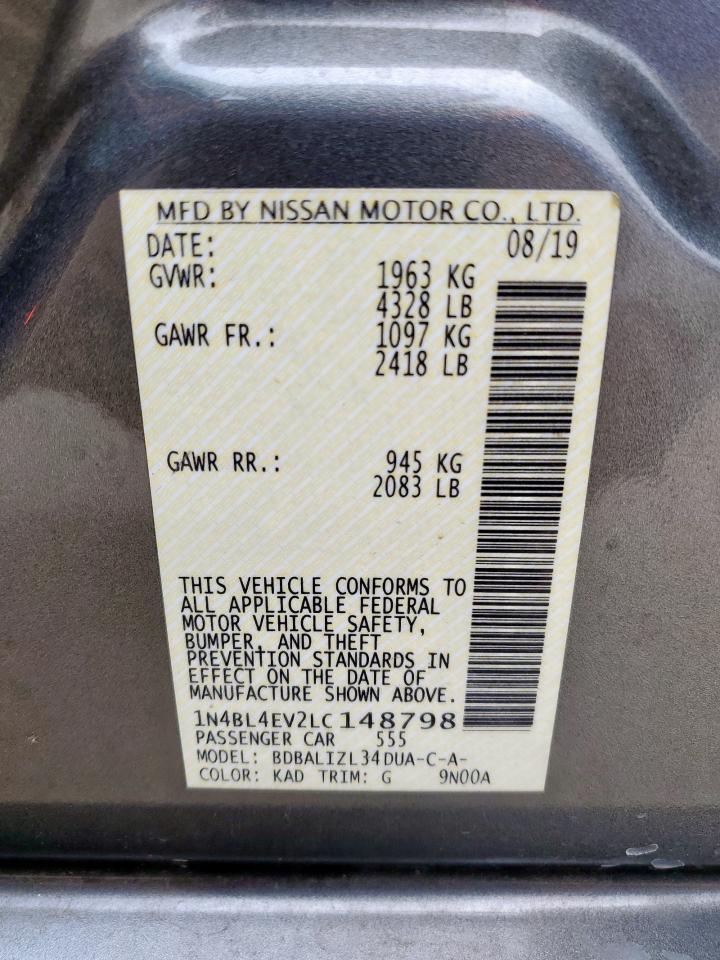 MFD BY NISSAN MOTOR CO., LTD.
DATE: 08/19
GVWR: 1963 KG
4328 LB
GAWR FR.: 1097 KG
2418 LB
GAWR RR.: 945 KG
2083 LB
THIS VEHICLE CONFORMS TO
ALL APPLICABLE FEDERAL
MOTOR VEHICLE SAFETY,
BUMPER, AND THEFT
PREVENTION STANDARDS IN
EFFECT ON THE DATE OF
MANUFACTURE SHOWN ABOVE.
1N4BL4EV2LC148798
PASSENGER CAR 555
MODEL: BDBALIZL34DUA-C-A-
COLOR: KAD TRIM: G 9N00A